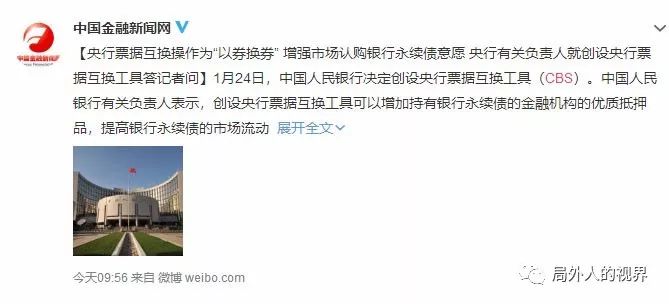 中国金融新闻网
【央行票据互换操作为“以券换券” 增强市场认购银行永续债意愿 央行有关负责人就创设央行票
据互换工具答记者问】1月24日，中国人民银行决定创设央行票据互换工具（CBS）。中国人民
银行有关负责人表示，创设央行票据互换工具可以增加持有银行永续债的金融机构的优质抵押
品，提高银行永续债的市场流动 展开全文
今天09:56 来自 微博 weibo.com
局外人的视界